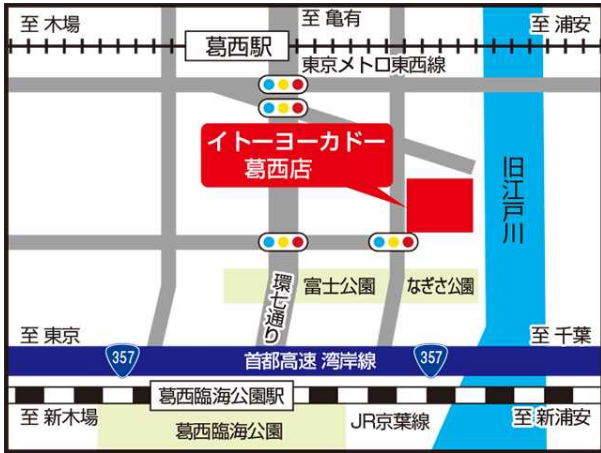 至 木場
至 亀有
至 浦安
葛西駅
東京メトロ東西線
イトーヨーカドー
葛西店
旧江戸川
環七通り
富士公園
なぎさ公園
至 東京
至 千葉
357
首都高速 湾岸線
357
葛西臨海公園駅
至 新木場
葛西臨海公園
JR京葉線
至 新浦安